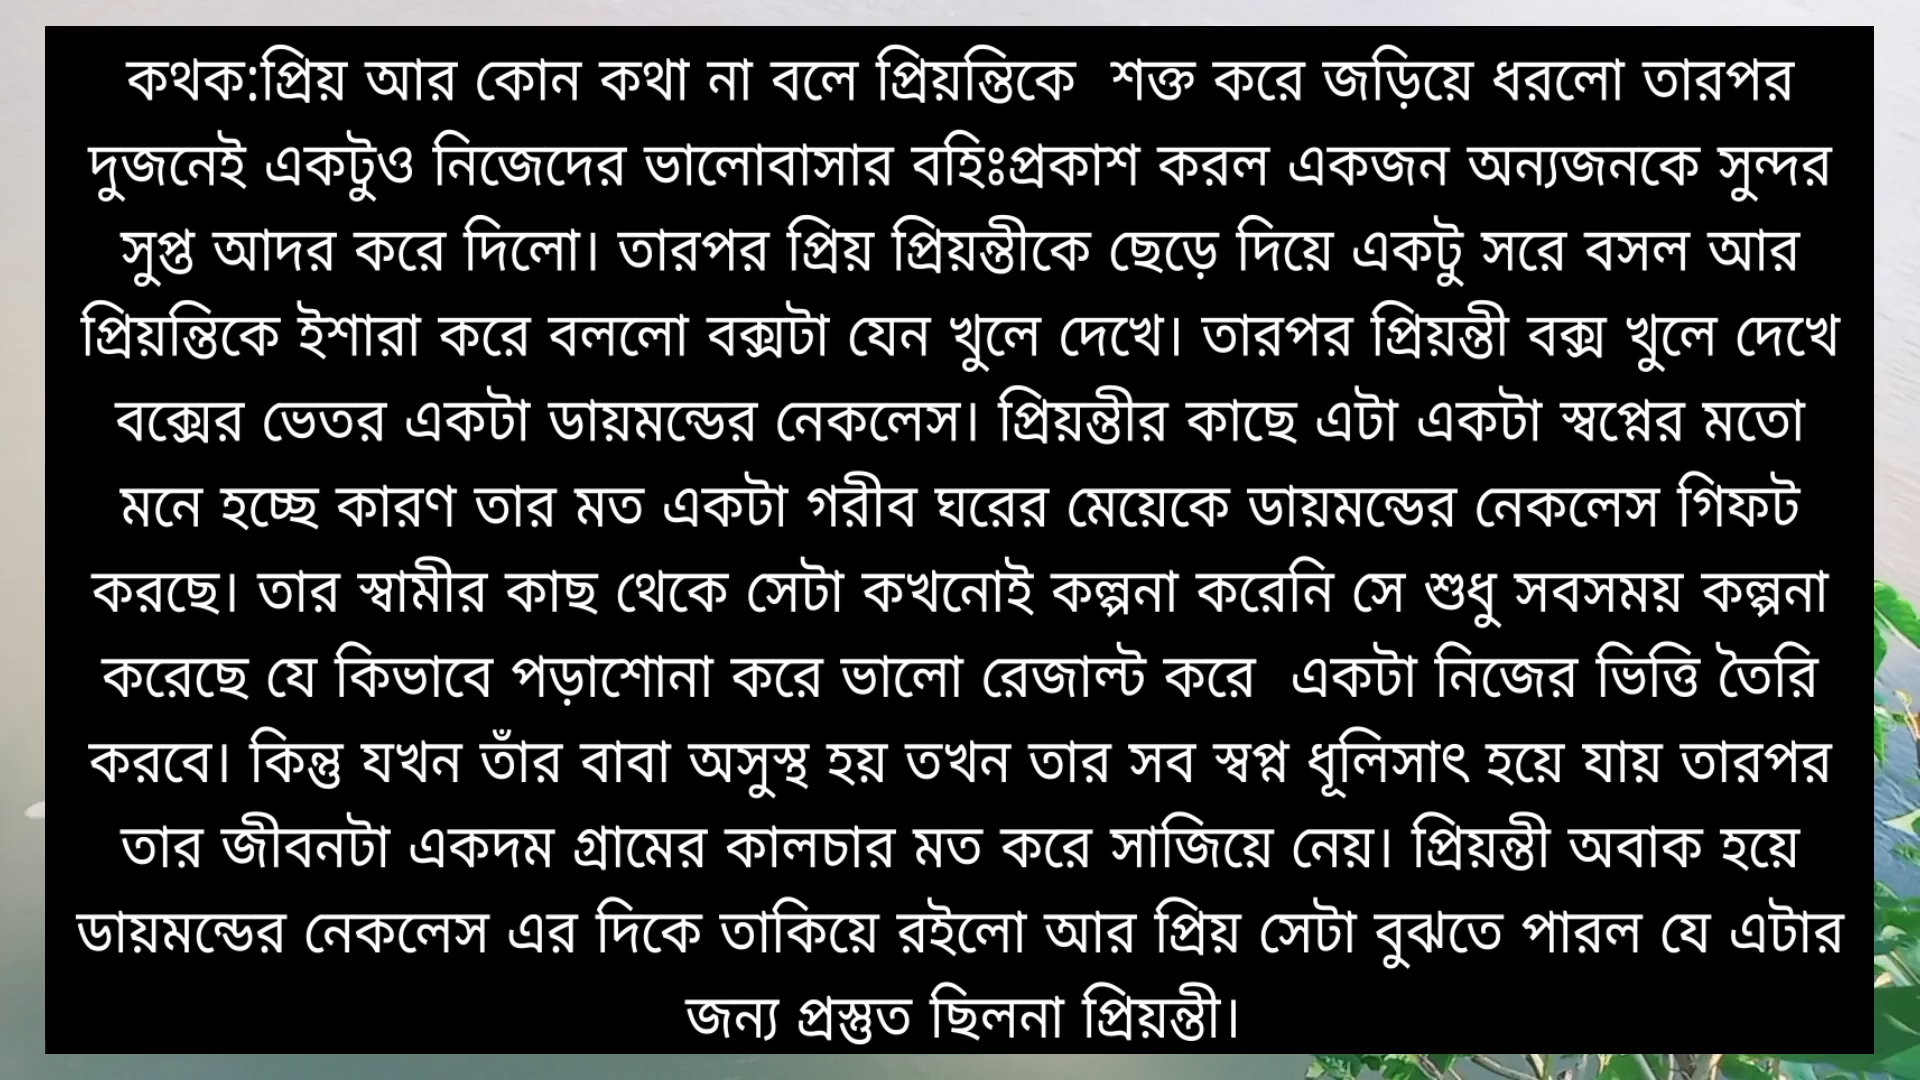 কথক:প্রিয় আর কোন কথা না বলে প্রিয়ন্তিকে শক্ত করে জড়িয়ে ধরলো তারপর
দুজনেই একটুও নিজেদের ভালোবাসার বহিঃপ্রকাশ করল একজন অন্যজনকে সুন্দর
সুপ্ত আদর করে দিলো। তারপর প্রিয় প্রিয়ন্তীকে ছেড়ে দিয়ে একটু সরে বসল আর
প্রিয়ন্তিকে ইশারা করে বললো বক্সটা যেন খুলে দেখে। তারপর প্রিয়ন্তী বক্স খুলে দেখে
বক্সের ভেতর একটা ডায়মন্ডের নেকলেস। প্রিয়ন্তীর কাছে এটা একটা স্বপ্নের মতো
মনে হচ্ছে কারণ তার মত একটা গরীব ঘরের মেয়েকে ডায়মন্ডের নেকলেস গিফট
করছে। তার স্বামীর কাছ থেকে সেটা কখনোই কল্পনা করেনি সে শুধু সবসময় কল্পনা
করেছে যে কিভাবে পড়াশোনা করে ভালো রেজাল্ট করে একটা নিজের ভিত্তি তৈরি
করবে। কিন্তু যখন তাঁর বাবা অসুস্থ হয় তখন তার সব স্বপ্ন ধূলিসাৎ হয়ে যায় তারপর
তার জীবনটা একদম গ্রামের কালচার মত করে সাজিয়ে নেয়। প্রিয়ন্তী অবাক হয়ে
ডায়মন্ডের নেকলেস এর দিকে তাকিয়ে রইলো আর প্রিয় সেটা বুঝতে পারল যে এটার
জন্য প্রস্তুত ছিলনা প্রিয়ন্তী।